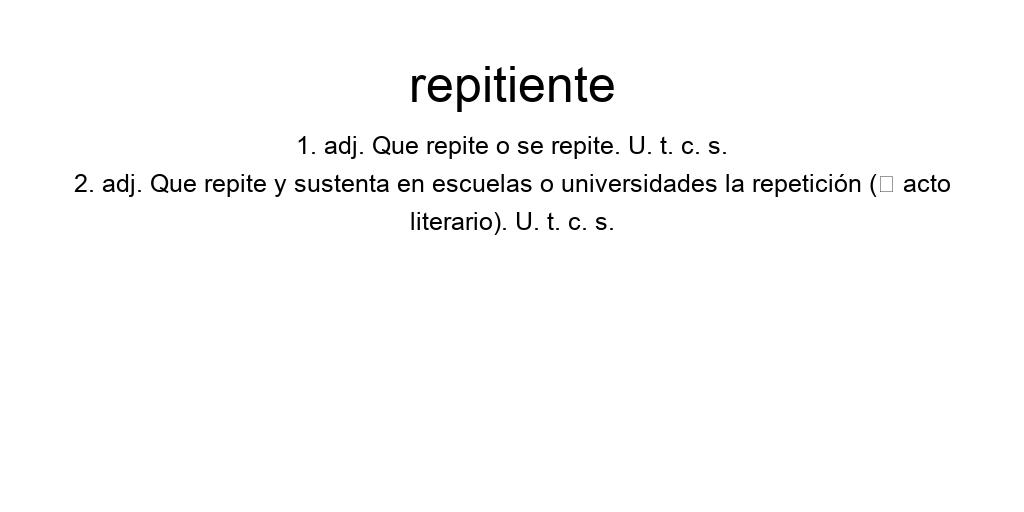 repitiente
1. adj. Que repite o se repite. U. t. c. s.
2. adj. Que repite y sustenta en escuelas o universidades la repetición (□ acto
literario). U. t. c. s.